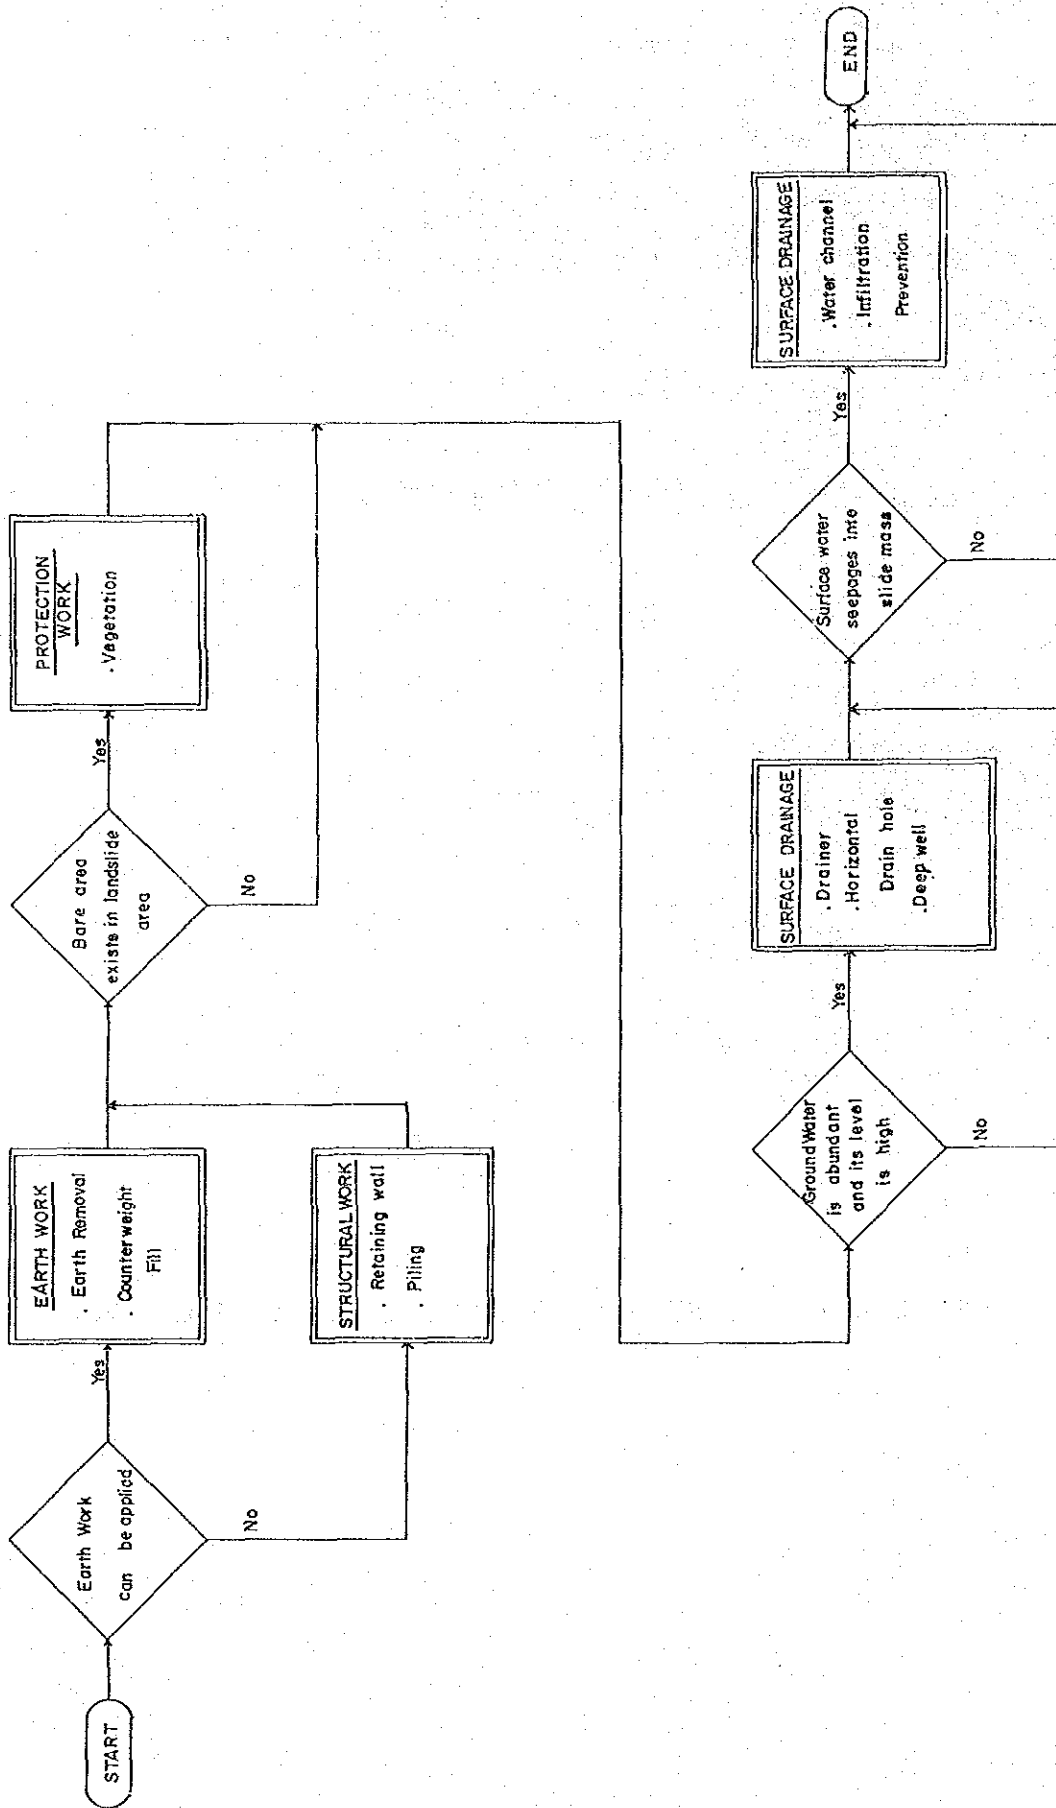 START
Earth Work
can be applied
Yes
No
EARTH WORK
. Earth Removal
. Counterweight
Fill
STRUCTURAL WORK
. Retaining wall
. Piling
Bare area
exists in landslide
area
Yes
No
PROTECTION
WORK
. Vagetation
GroundWater
is abundant
and its level
is high
Yes
No
SURFACE DRAINAGE
. Drainer
. Horizontal
Drain hole
. Deep well
Surface water
seepages into
slide mass
Yes
No
SURFACE DRAINAGE
. Water channel
. Infiltration
Prevention
END